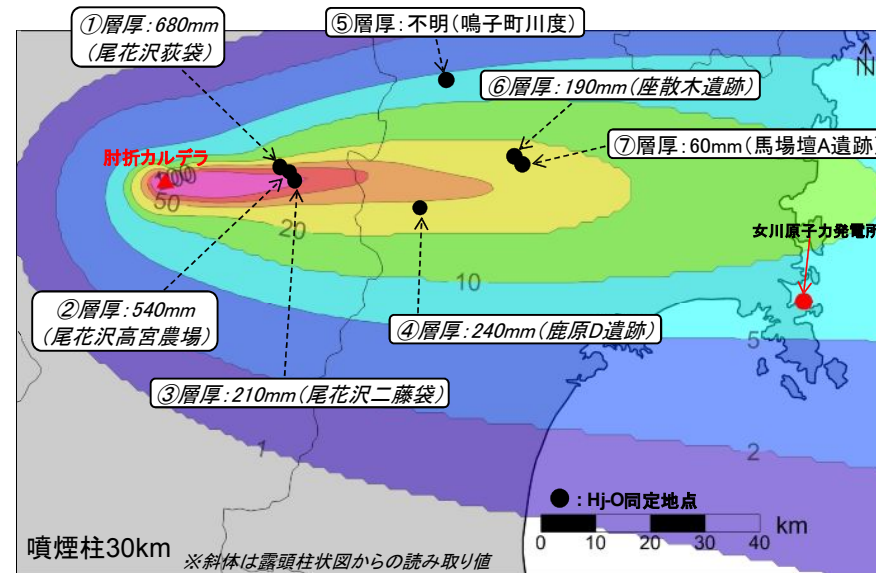 ①層厚：680mm
(尾花沢荻袋)
⑤層厚：不明(鳴子町川度)
N
⑥層厚：190mm(座散木遺跡)
⑦層厚：60mm(馬場壇A遺跡)
肘折カルデラ
100
50
20
10
女川原子力発電所
②層厚：540mm
(尾花沢高宮農場)
④層厚：240mm(鹿原D遺跡)
5
③層厚：210mm(尾花沢二藤袋)
1
2
●：Hj-O同定地点
km
0 10 20 30 40
噴煙柱30km
※斜体は露頭柱状図からの読み取り値